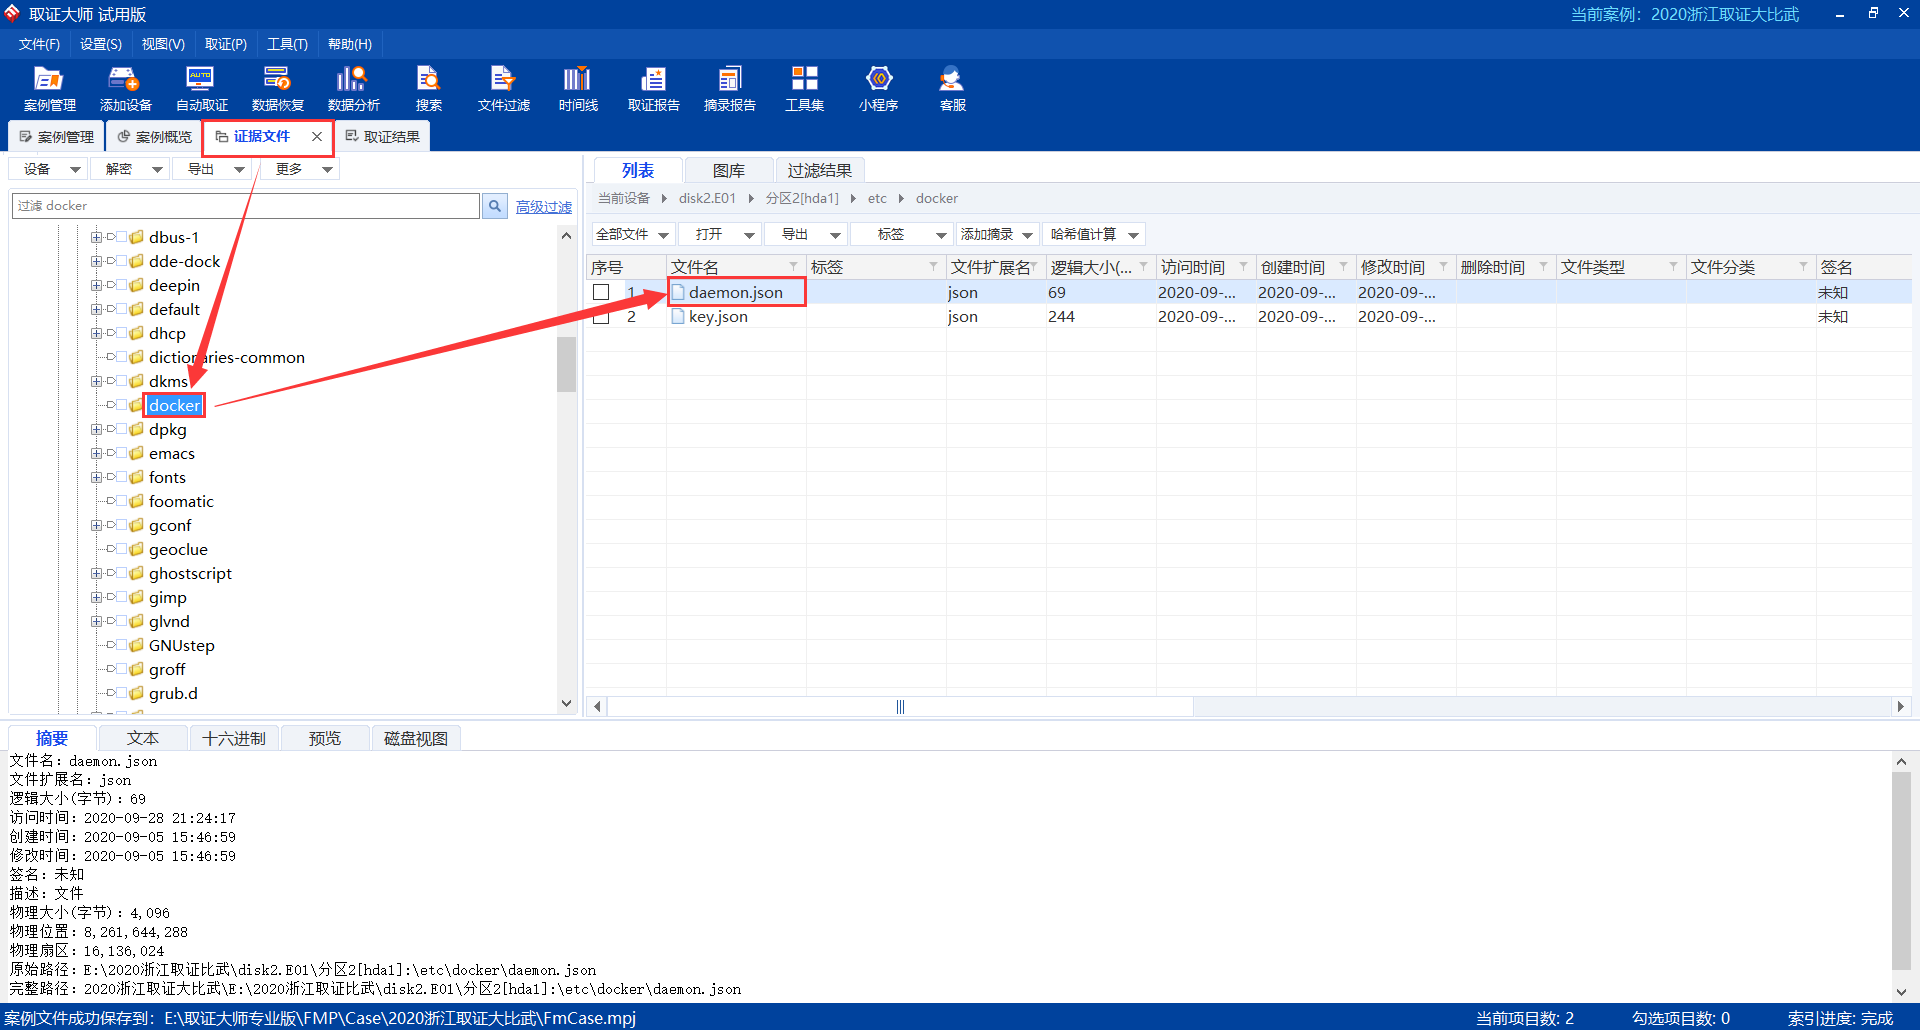 取证大师 试用版
当前案例：2020浙江取证大比武
文件(F) 设置(S) 视图(V) 取证(P) 工具(T) 帮助(H)
案例管理 添加设备 自动取证 数据恢复 数据分析 搜索 文件过滤 时间线 取证报告 摘录报告 工具集 小程序 客服
案例管理 案例概览 证据文件 取证结果
设备 解密 导出 更多
过滤 docker 高级过滤
dbus-1
dde-dock
deepin
default
dhcp
dictionaries-common
dkms
docker
dpkg
emacs
fonts
foomatic
gconf
geoclue
ghostscript
gimp
glvnd
GNUstep
groff
grub.d
列表 图库 过滤结果
当前设备 disk2.E01 分区2[hda1] etc docker
全部文件 打开 导出 标签 添加摘录 哈希值计算
序号 文件名 标签 文件扩展名 逻辑大小(... 访问时间 创建时间 修改时间 删除时间 文件类型 文件分类 签名
1 daemon.json json 69 2020-09-... 2020-09-... 2020-09-... 未知
2 key.json json 244 2020-09-... 2020-09-... 2020-09-... 未知
摘要 文本 十六进制 预览 磁盘视图
文件名：daemon.json
文件扩展名：json
逻辑大小(字节)：69
访问时间：2020-09-28 21:24:17
创建时间：2020-09-05 15:46:59
修改时间：2020-09-05 15:46:59
签名：未知
描述：文件
物理大小(字节)：4,096
物理位置：8,261,644,288
物理扇区：16,136,024
原始路径：E:\2020浙江取证比武\disk2.E01\分区2[hda1]:\etc\docker\daemon.json
完整路径：2020浙江取证大比武\E:\2020浙江取证比武\disk2.E01\分区2[hda1]:\etc\docker\daemon.json
案例文件成功保存到：E:\取证大师专业版\FMP\Case\2020浙江取证大比武\FmCase.mpj
当前项目数: 2 勾选项目数: 0 索引进度: 完成